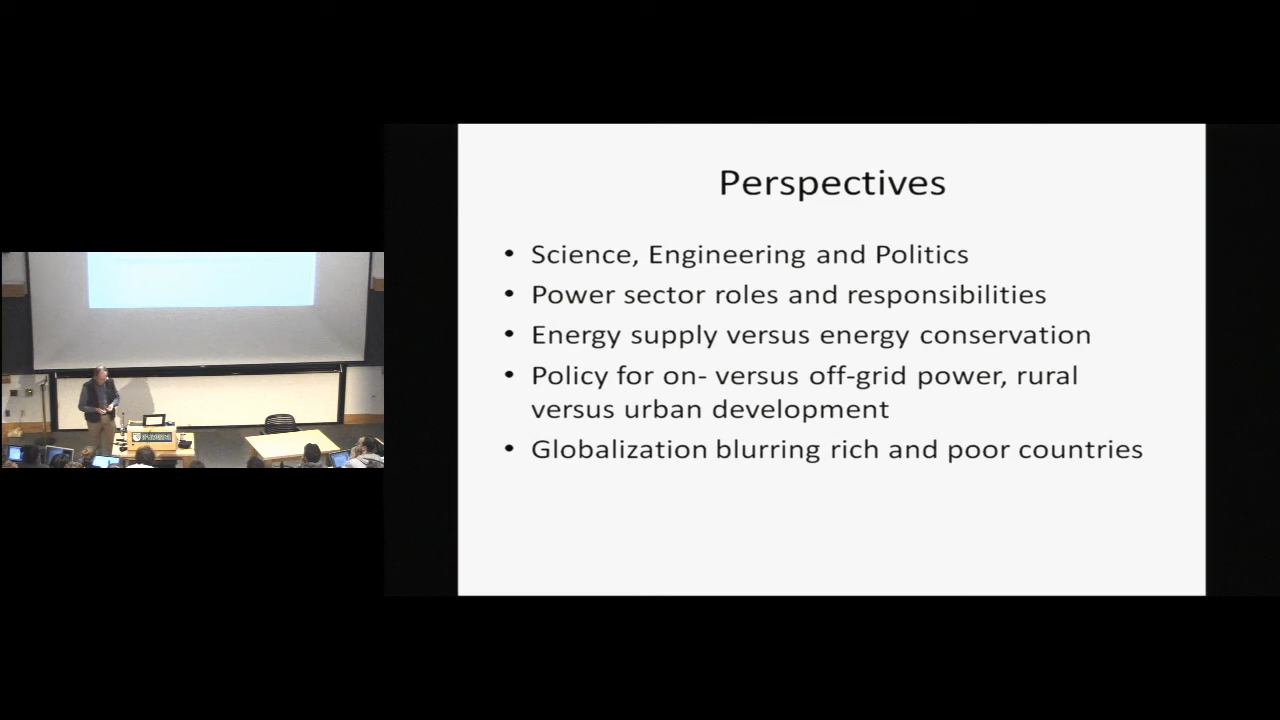 Perspectives
• Science, Engineering and Politics
• Power sector roles and responsibilities
• Energy supply versus energy conservation
• Policy for on- versus off-grid power, rural
versus urban development
• Globalization blurring rich and poor countries